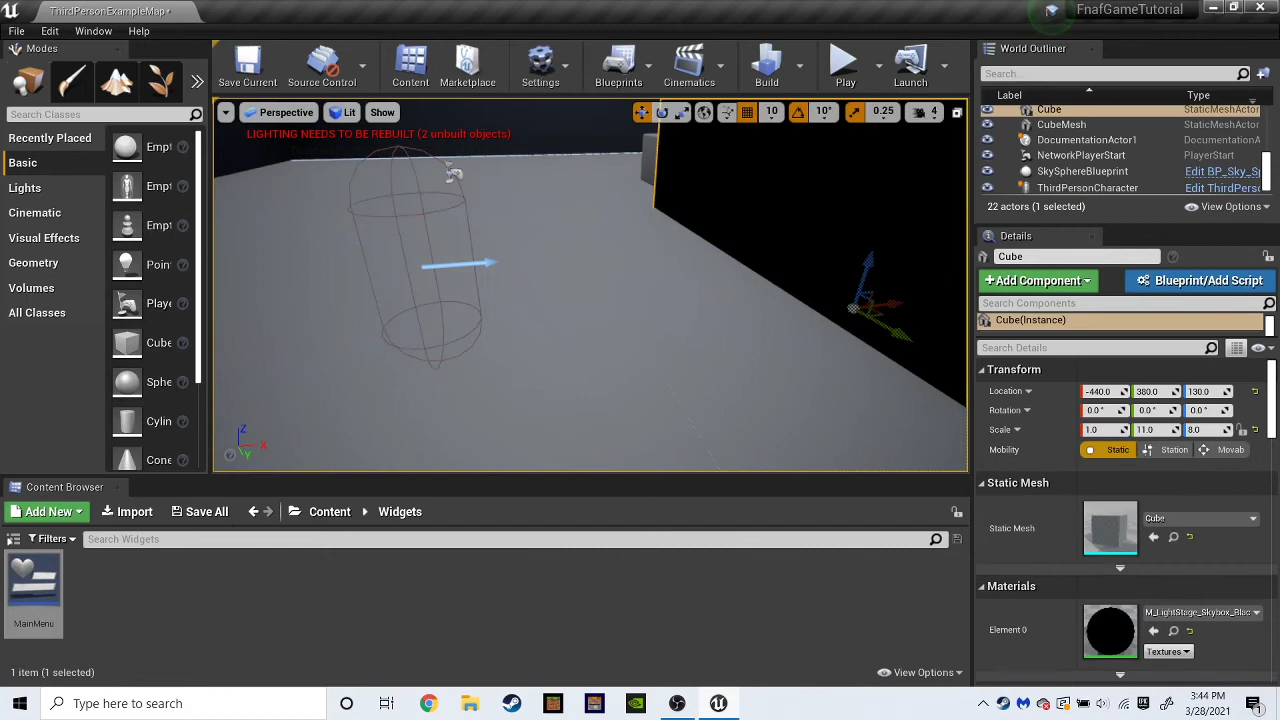 ThirdPersonExampleMap•
FnafGameTutorial
File Edit Window Help
Modes
Search Classes
Recently Placed
Basic
Lights
Cinematic
Visual Effects
Geometry
Volumes
All Classes
Empt
Empt
Empt
Poin
Playe
Cube
Sphe
Cylin
Cone
Save Current
Source Control
Content
Marketplace
Settings
Blueprints
Cinematics
Build
Play
Launch
Perspective Lit Show
10 10° 0.25 4
LIGHTING NEEDS TO BE REBUILT (2 unbuilt objects)
Z
X
Y
World Outliner
Search...
Label Type
Cube StaticMeshActor
CubeMesh StaticMeshActor
DocumentationActor1 DocumentationA
NetworkPlayerStart PlayerStart
SkySphereBlueprint Edit BP_Sky_Sp
ThirdPersonCharacter Edit ThirdPerso
22 actors (1 selected) View Options
Details
Cube
Add Component Blueprint/Add Script
Search Components
Cube(Instance)
Search Details
Transform
Location -440.0 380.0 130.0
Rotation 0.0 ° 0.0 ° 0.0 °
Scale 1.0 11.0 8.0
Mobility Static Station Movab
Static Mesh
Static Mesh Cube
Materials
Element 0 M_LightStage_Skybox_Blac
Textures
Content Browser
Add New Import Save All Content Widgets
Filters Search Widgets
MainMenu
1 item (1 selected) View Options
Type here to search
3:44 PM
3/28/2021
1